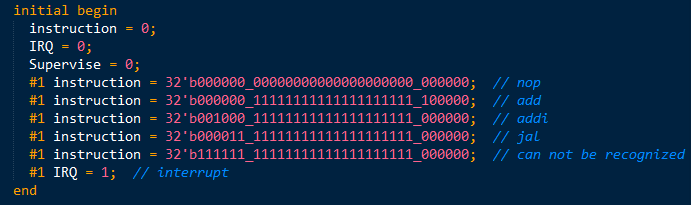 initial begin
instruction = 0;
IRQ = 0;
Supervise = 0;
#1 instruction = 32'b000000_00000000000000000000_000000; // nop
#1 instruction = 32'b000000_11111111111111111111_100000; // add
#1 instruction = 32'b001000_11111111111111111111_000000; // addi
#1 instruction = 32'b000011_11111111111111111111_000000; // jal
#1 instruction = 32'b111111_11111111111111111111_000000; // can not be recognized
#1 IRQ = 1; // interrupt
end